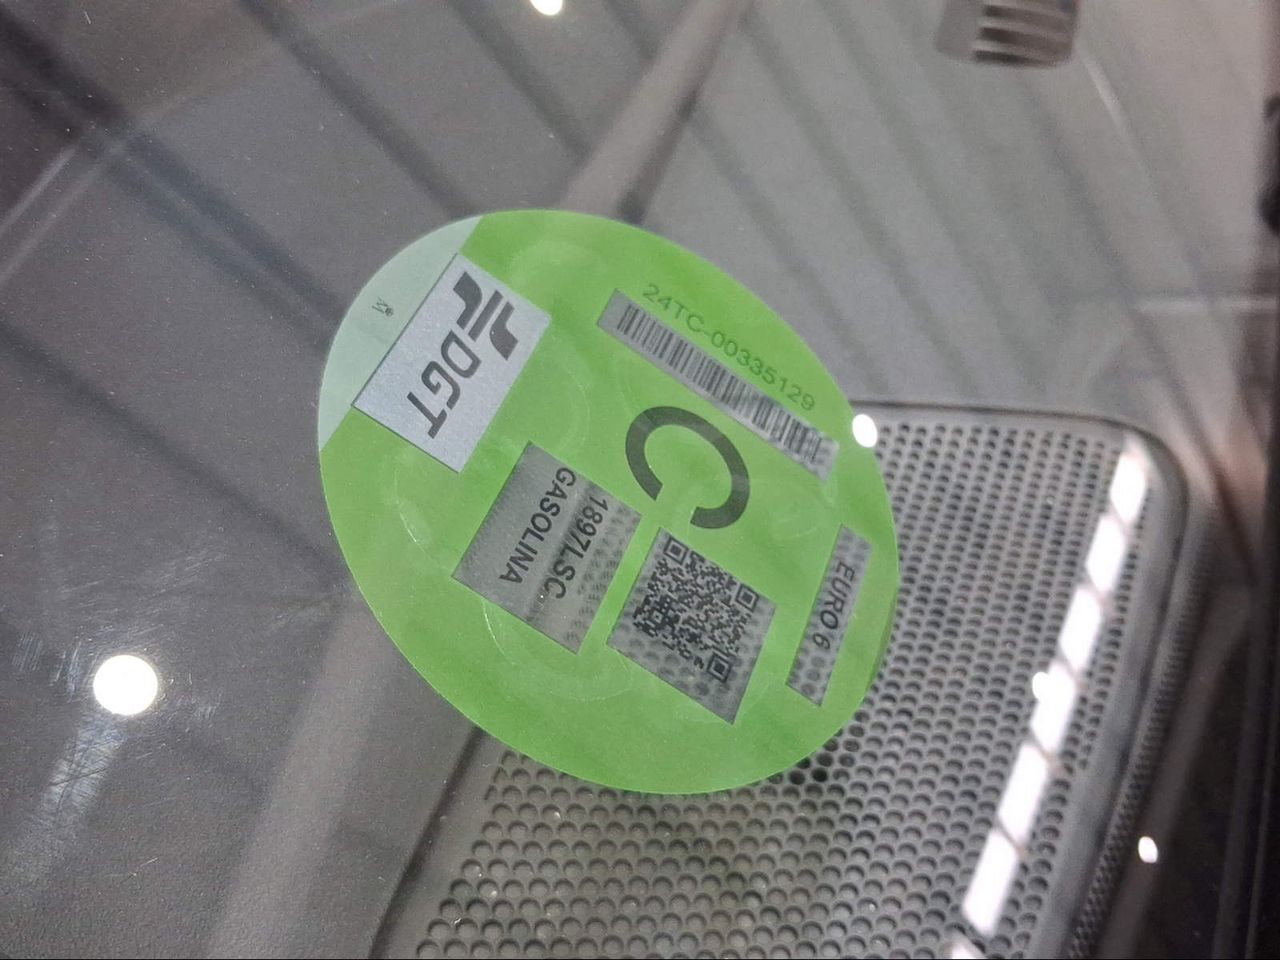 DGT
24TC-00335129
C
1897LSC
GASOLINA
EURO 6